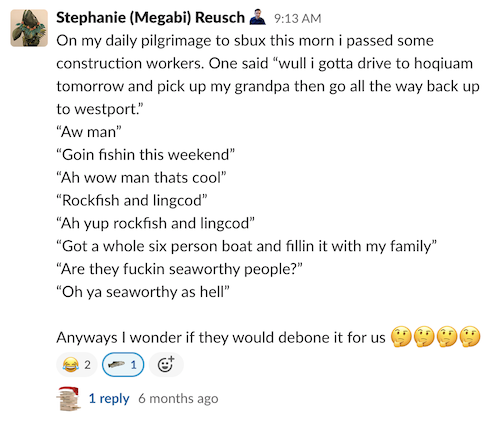 Stephanie (Megabi) Reusch 9:13 AM
On my daily pilgrimage to sbux this morn i passed some
construction workers. One said “wull i gotta drive to hoqiuam
tomorrow and pick up my grandpa then go all the way back up
to westport.”
“Aw man”
“Goin fishin this weekend”
“Ah wow man thats cool”
“Rockfish and lingcod”
“Ah yup rockfish and lingcod”
“Got a whole six person boat and fillin it with my family”
“Are they fuckin seaworthy people?”
“Oh ya seaworthy as hell”
Anyways I wonder if they would debone it for us 🤔🤔🤔🤔
😂 2 1
1 reply 6 months ago